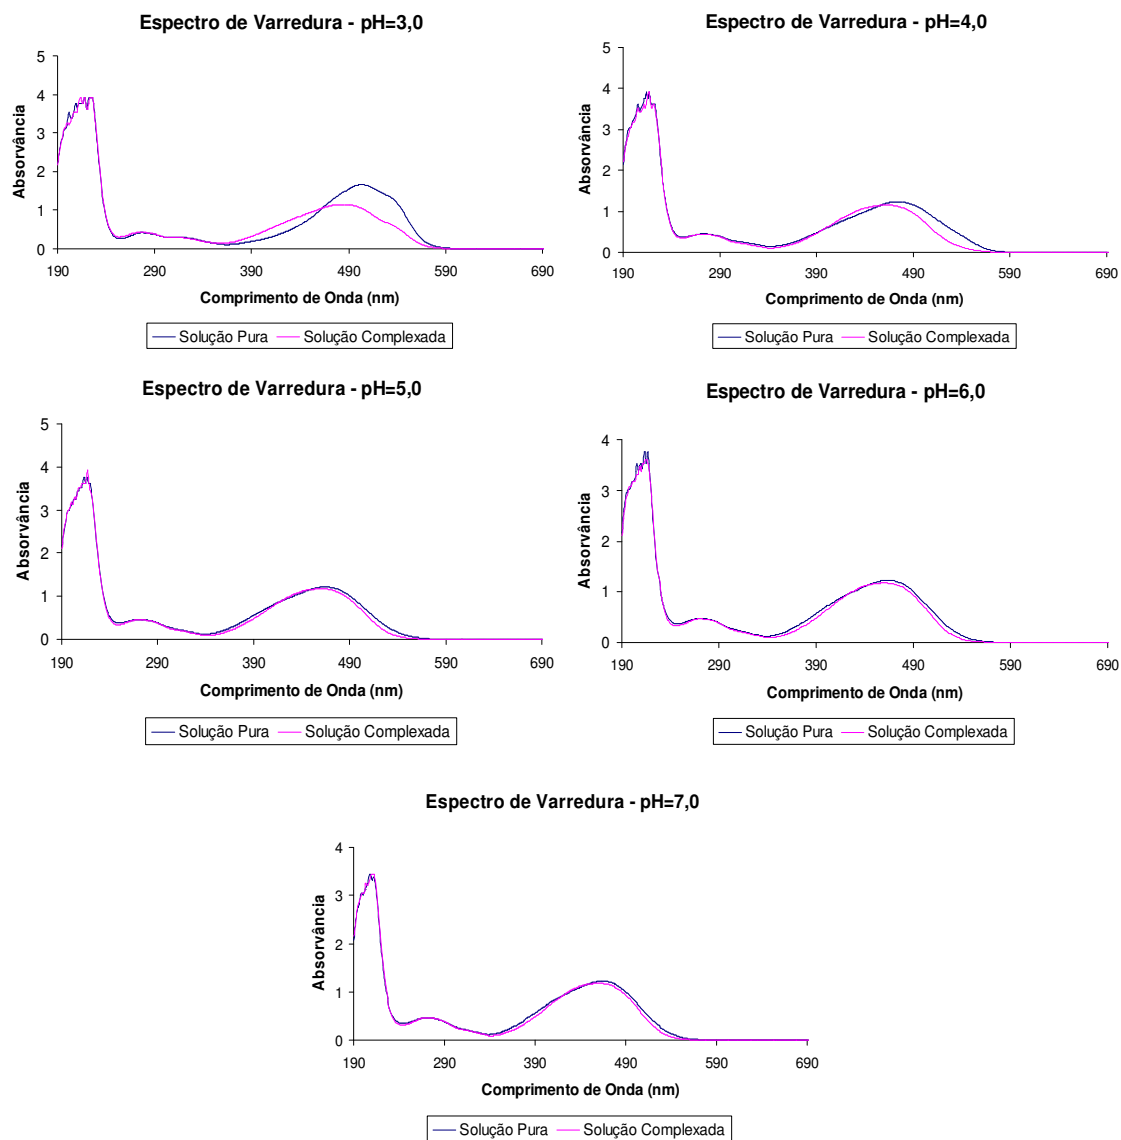 Espectro de Varredura - pH=3,0
5
4
3
2
1
0
Absorvância
190 290 390 490 590 690
Comprimento de Onda (nm)
Solução Pura Solução Complexada
Espectro de Varredura - pH=4,0
5
4
3
2
1
0
Absorvância
190 290 390 490 590 690
Comprimento de Onda (nm)
Solução Pura Solução Complexada
Espectro de Varredura - pH=5,0
5
4
3
2
1
0
Absorvância
190 290 390 490 590 690
Comprimento de Onda (nm)
Solução Pura Solução Complexada
Espectro de Varredura - pH=6,0
4
3
2
1
0
Absorvância
190 290 390 490 590 690
Comprimento de Onda (nm)
Solução Pura Solução Complexada
Espectro de Varredura - pH=7,0
4
3
2
1
0
Absorvância
190 290 390 490 590 690
Comprimento de Onda (nm)
Solução Pura Solução Complexada